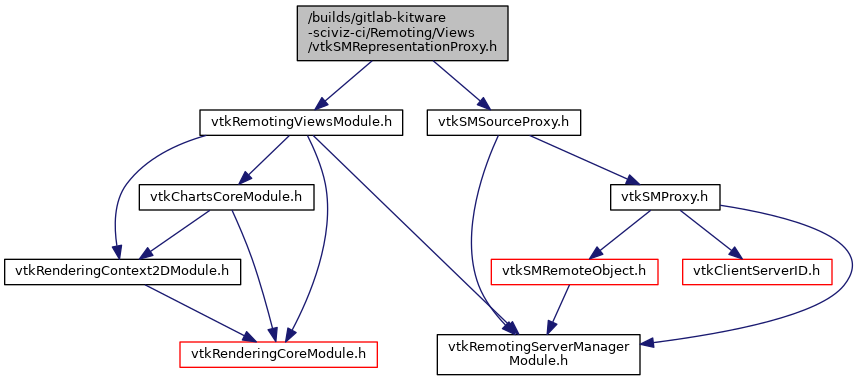 /builds/gitlab-kitware
-sciviz-ci/Remoting/Views
/vtkSMRepresentationProxy.h
vtkRemotingViewsModule.h
vtkSMSourceProxy.h
vtkChartsCoreModule.h
vtkSMProxy.h
vtkRenderingContext2DModule.h
vtkSMRemoteObject.h
vtkClientServerID.h
vtkRenderingCoreModule.h
vtkRemotingServerManager
Module.h